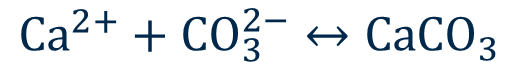 Ca²⁺ + CO₃²⁻ ↔ CaCO₃